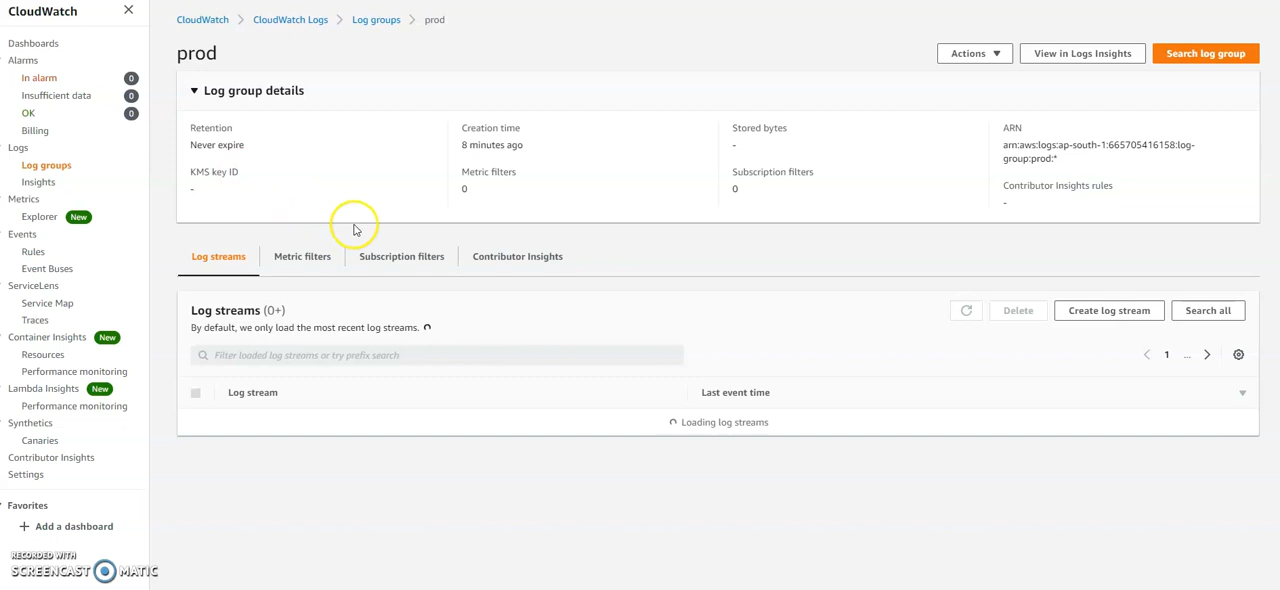 CloudWatch
Dashboards
Alarms
In alarm 0
Insufficient data 0
OK 0
Billing
Logs
Log groups
Insights
Metrics
Explorer New
Events
Rules
Event Buses
ServiceLens
Service Map
Traces
Container Insights New
Resources
Performance monitoring
Lambda Insights New
Performance monitoring
Synthetics
Canaries
Contributor Insights
Settings
Favorites
Add a dashboard
RECORDED WITH
SCREENCAST MATIC
CloudWatch CloudWatch Logs Log groups prod
prod
Actions View in Logs Insights Search log group
Log group details
Retention
Never expire
KMS key ID
-
Creation time
8 minutes ago
Metric filters
0
Stored bytes
-
Subscription filters
0
ARN
arn:aws:logs:ap-south-1:665705416158:log-
group:prod:*
Contributor Insights rules
-
Log streams Metric filters Subscription filters Contributor Insights
Log streams (0+)
By default, we only load the most recent log streams.
Delete Create log stream Search all
Filter loaded log streams or try prefix search
1 ...
Log stream Last event time
Loading log streams